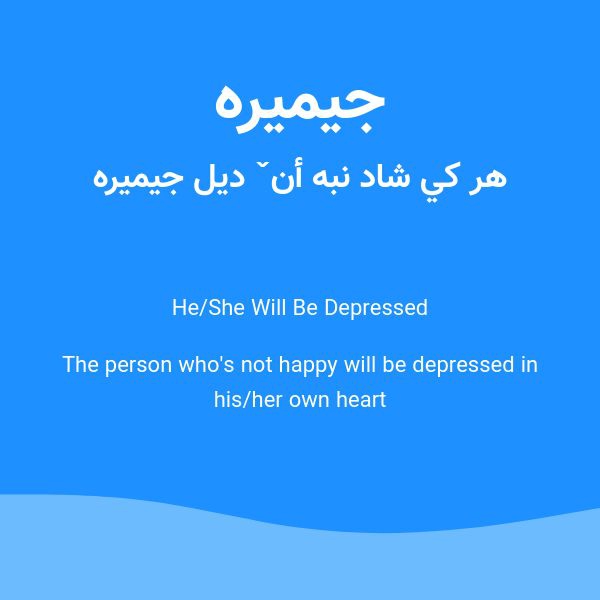 جيميره
هر کي شاد نبه أنˇ ديل جيميره
He/She Will Be Depressed
The person who's not happy will be depressed in
his/her own heart